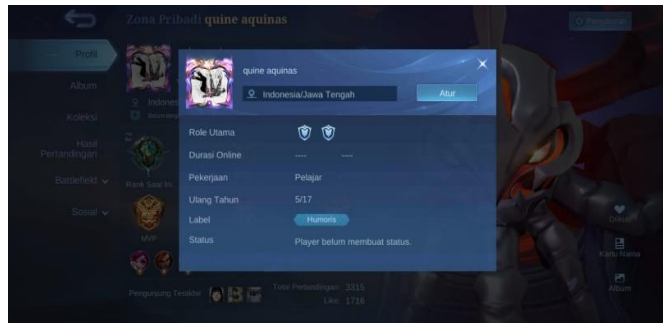 Zona Pribadi quine aquinas
Pengaturan
Profil
Album
Koleksi
Hasil
Pertandingan
Battlefield
Sosial
quine aquinas
Indonesia/Jawa Tengah
Atur
Role Utama
Durasi Online
---- ----
Pekerjaan
Pelajar
Ulang Tahun
5/17
Label
Humoris
Status
Player belum membuat status.
Rank Saat Ini
MVP
Pengunjung Terakhir
Total Pertandingan 3315
Like 1716
Disukai
Kartu Nama
Album